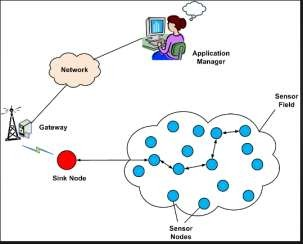 Application
Manager
Network
Sensor
Field
Gateway
Sink Node
Sensor
Nodes